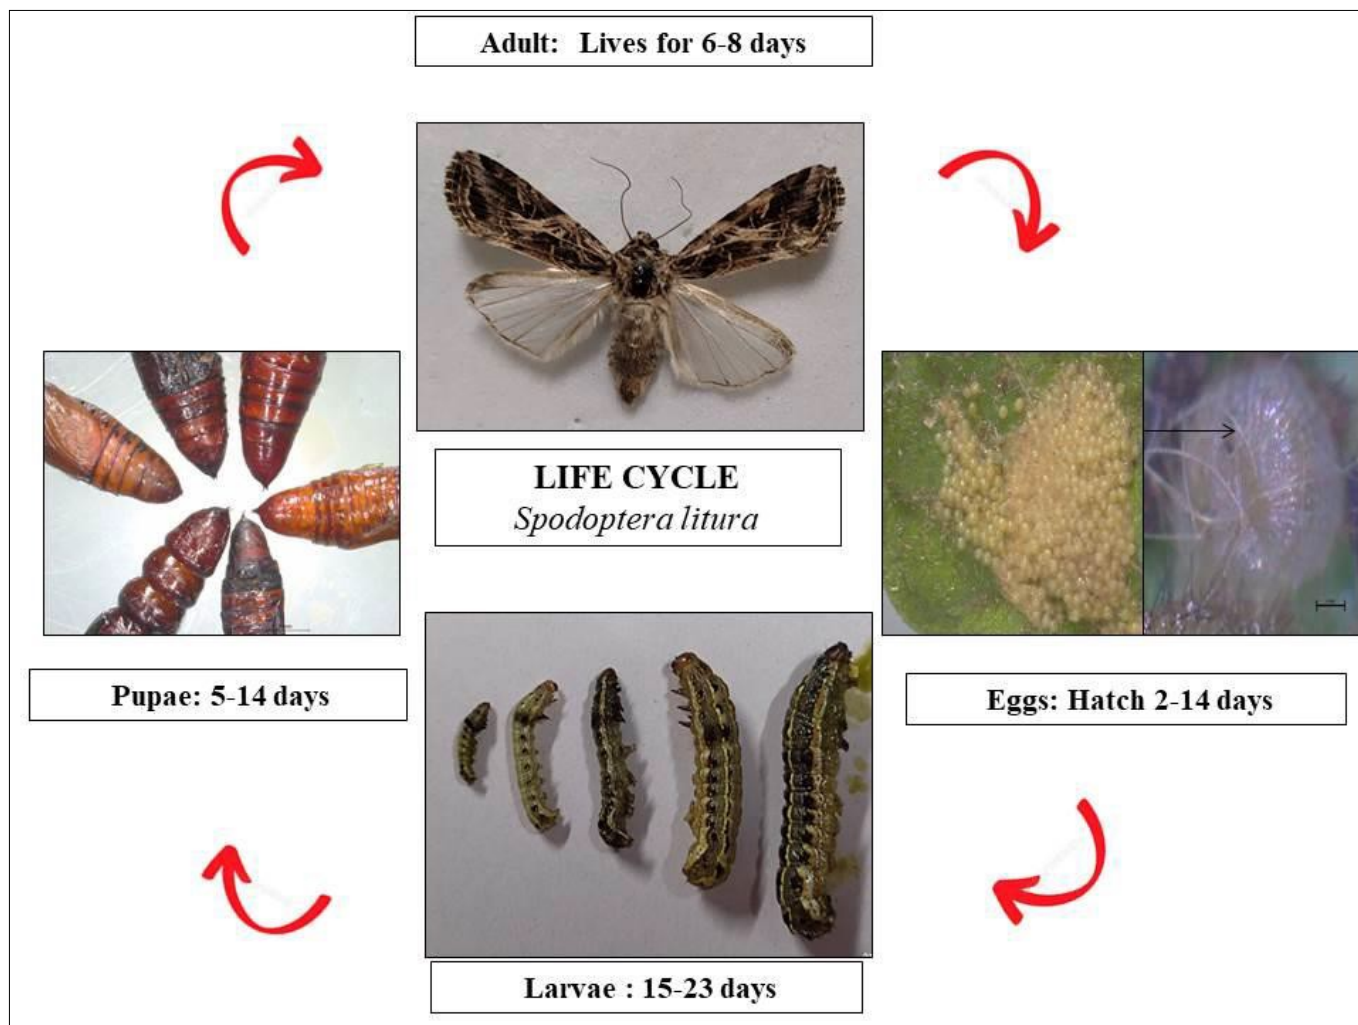 Adult: Lives for 6-8 days
LIFE CYCLE
Spodoptera litura
Pupae: 5-14 days
Eggs: Hatch 2-14 days
Larvae : 15-23 days